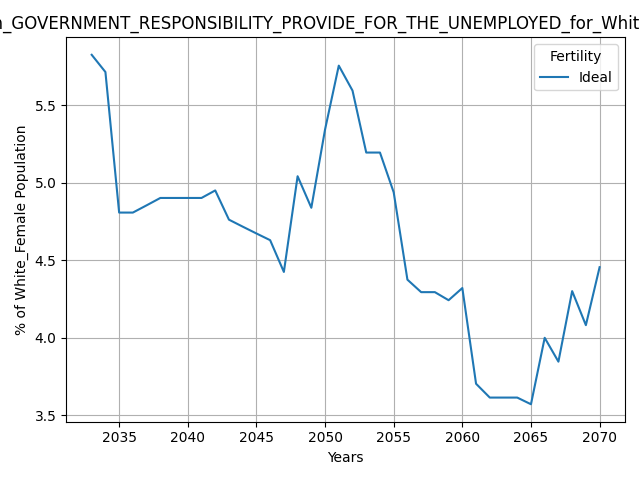 _GOVERNMENT_RESPONSIBILITY_PROVIDE_FOR_THE_UNEMPLOYED_for_White
Fertility
Ideal
5.5
5.0
4.5
4.0
3.5
% of White_Female Population
2035 2040 2045 2050 2055 2060 2065 2070
Years